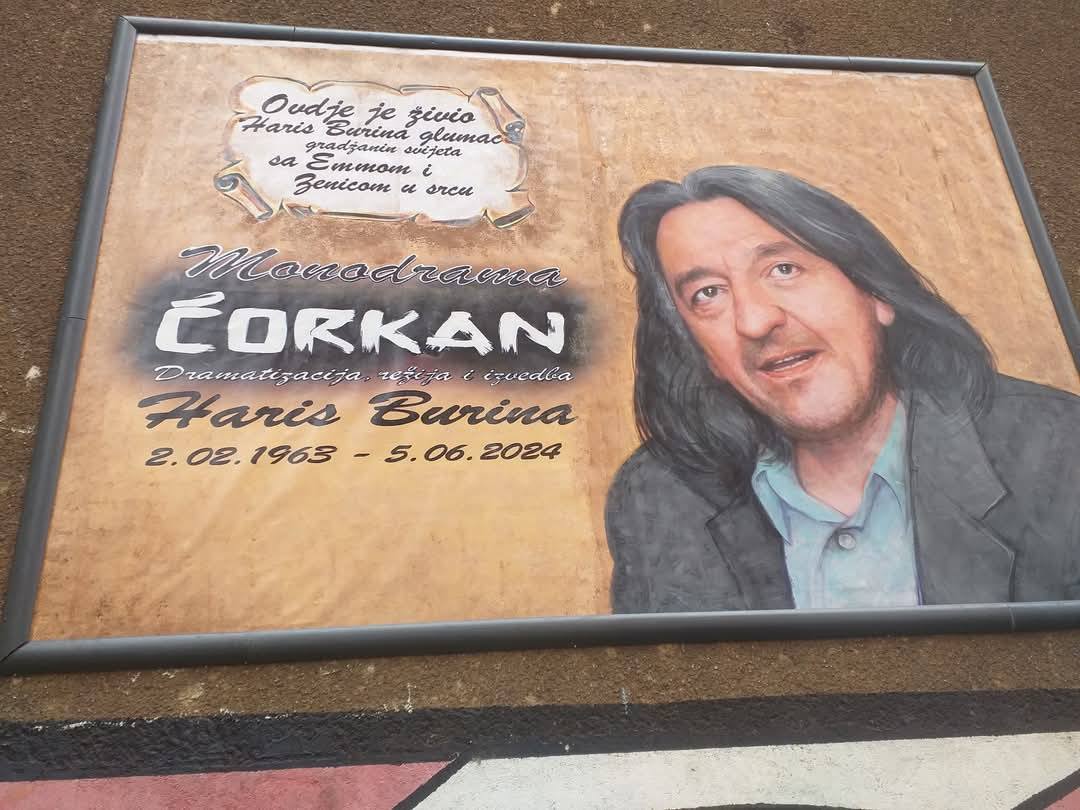 Ovdje je živio
Haris Burina glumac
gradžanin svijeta
sa Emmom i
Zenicom u srcu
Monodrama
ĆORKAN
Dramatizacija, režija i izvedba
Haris Burina
2.02.1963 - 5.06.2024